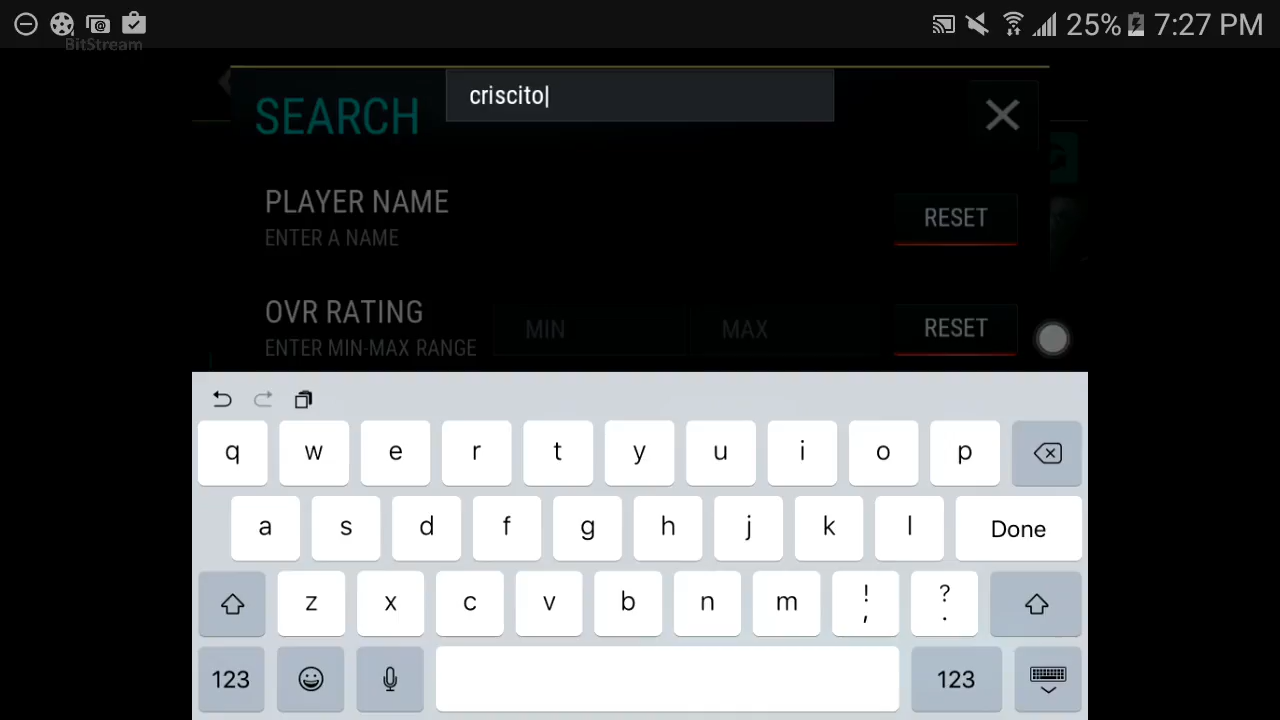 25% 7:27 PM
BitStream
criscito
SEARCH
PLAYER NAME
ENTER A NAME
RESET
OVR RATING
ENTER MIN-MAX RANGE
MIN
MAX
RESET
q w e r t y u i o p
a s d f g h j k l Done
z x c v b n m ! , ? .
123 123